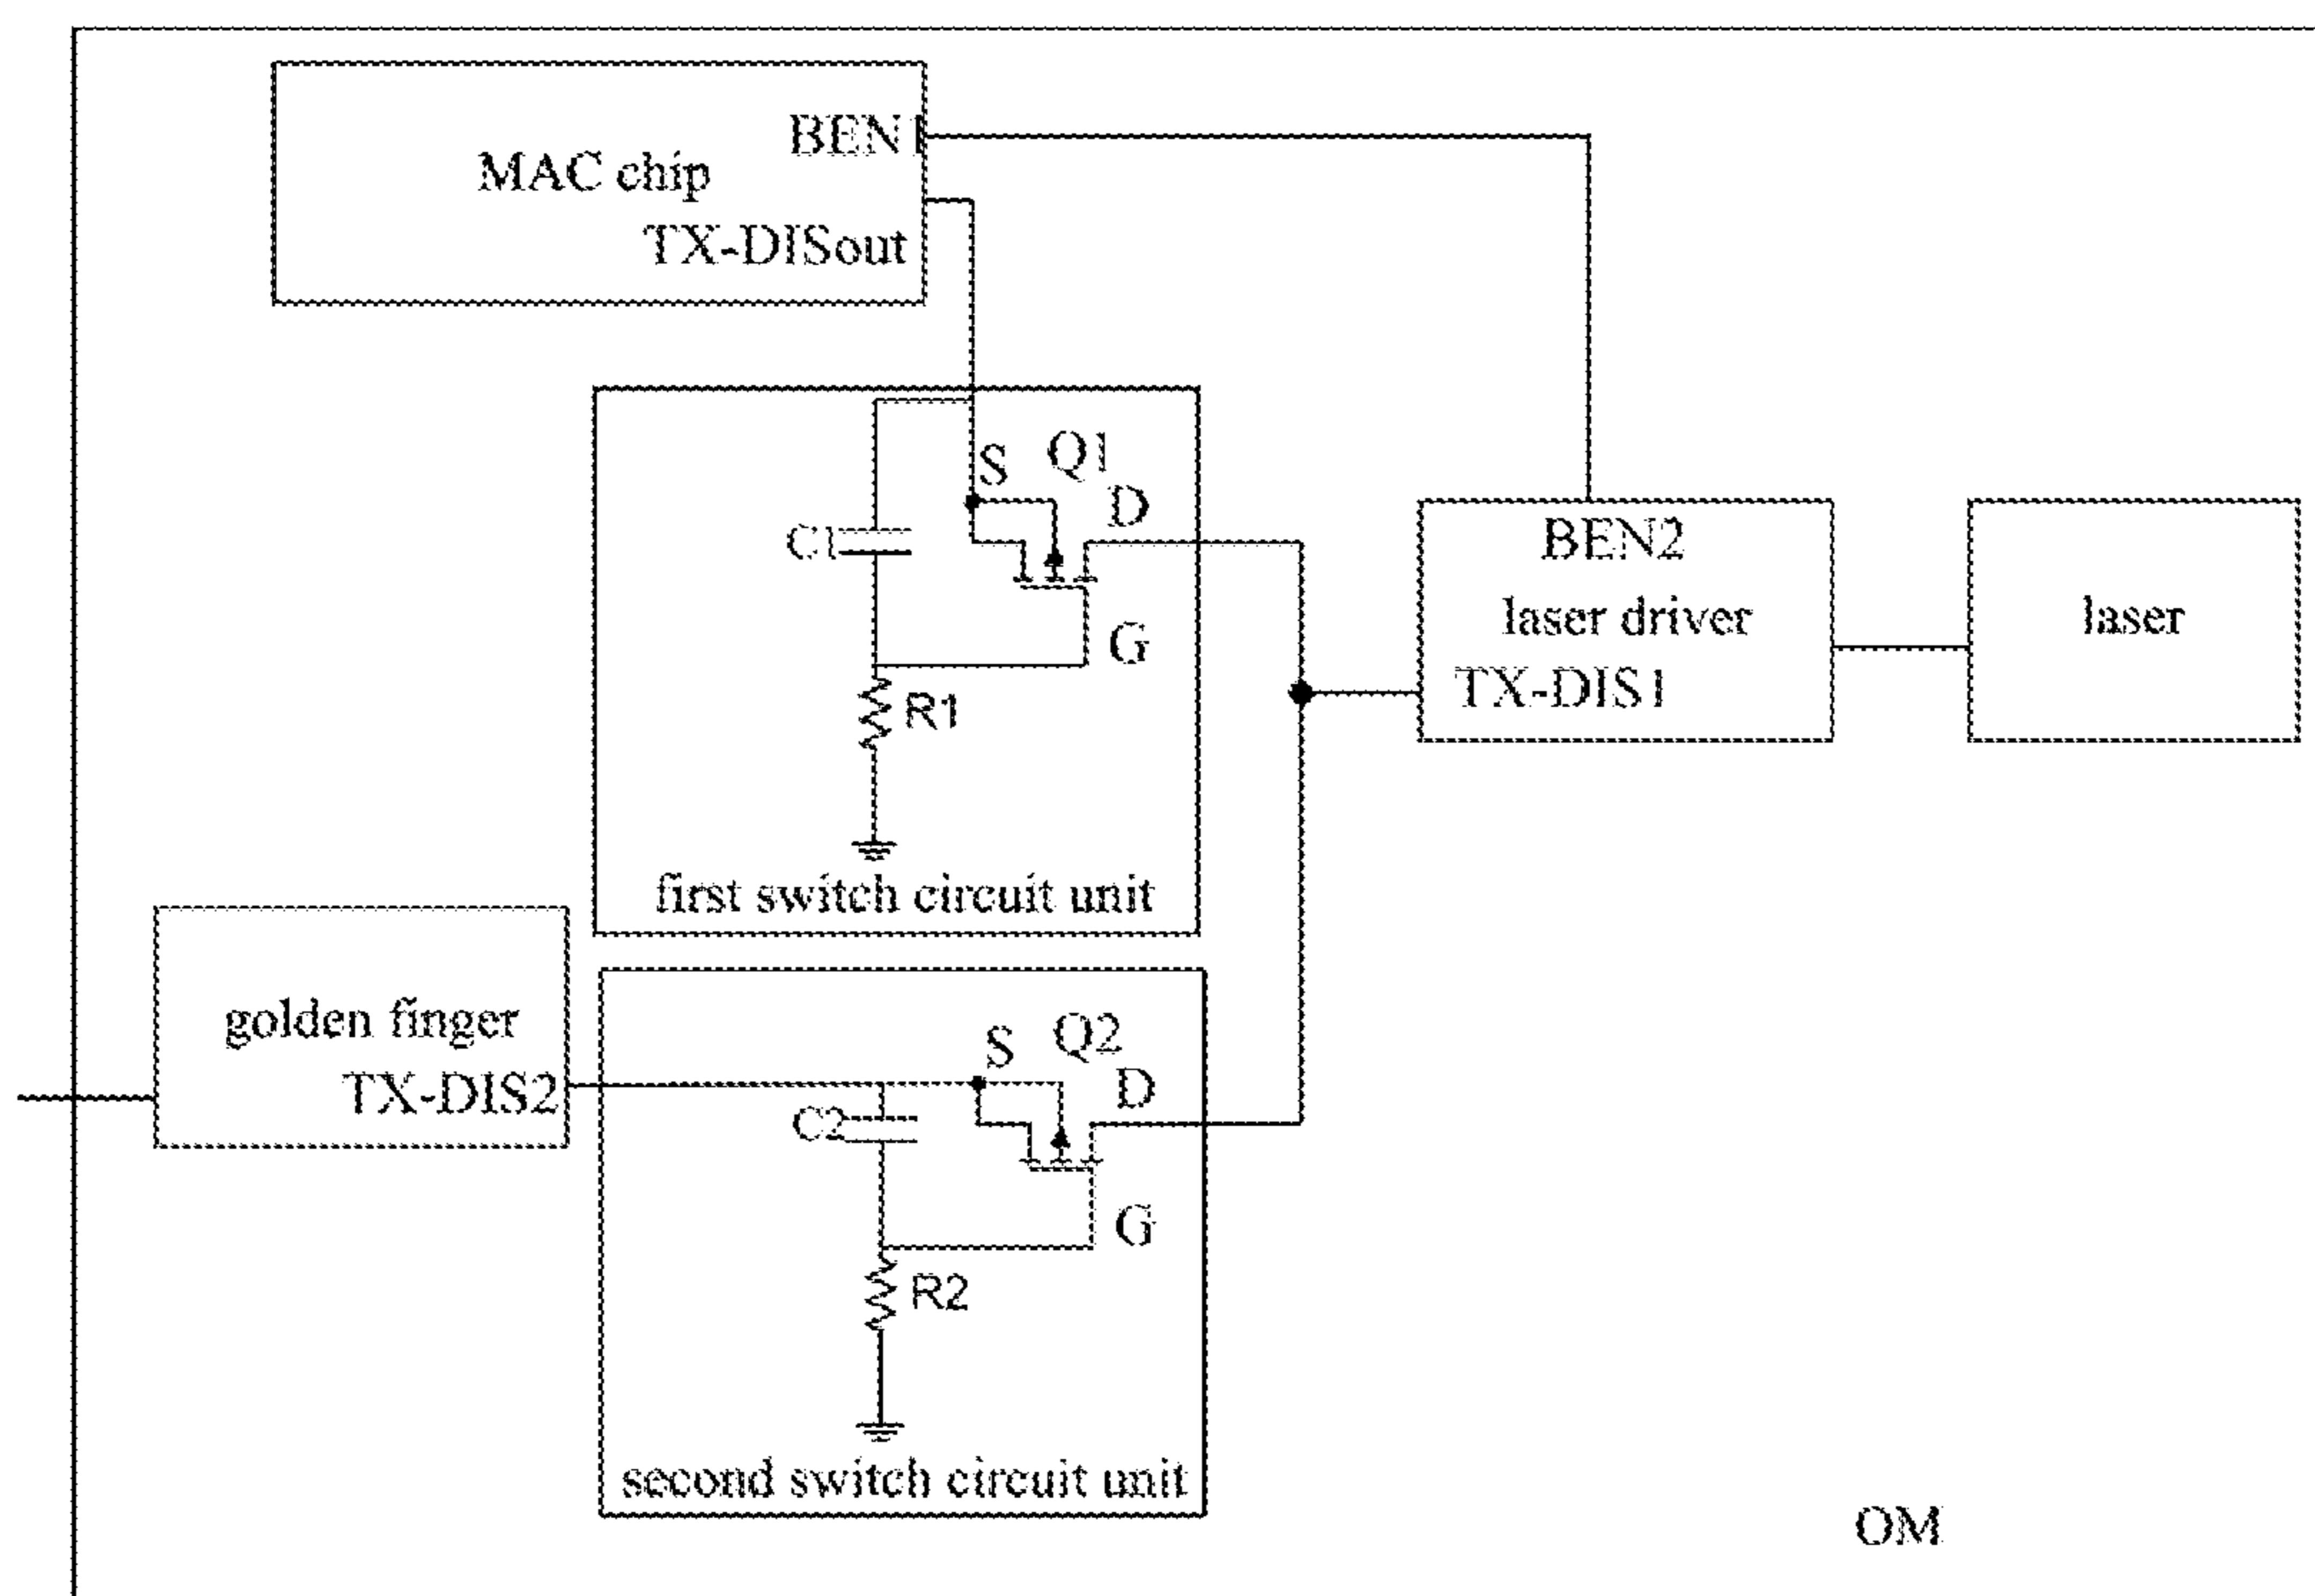 BEN1
MAC chip
TX-DISout
S
Q1
D
C1
G
R1
first switch circuit unit
BEN2
laser driver
TX-DIS1
laser
golden finger
TX-DIS2
S
Q2
D
C2
G
R2
second switch circuit unit
OM